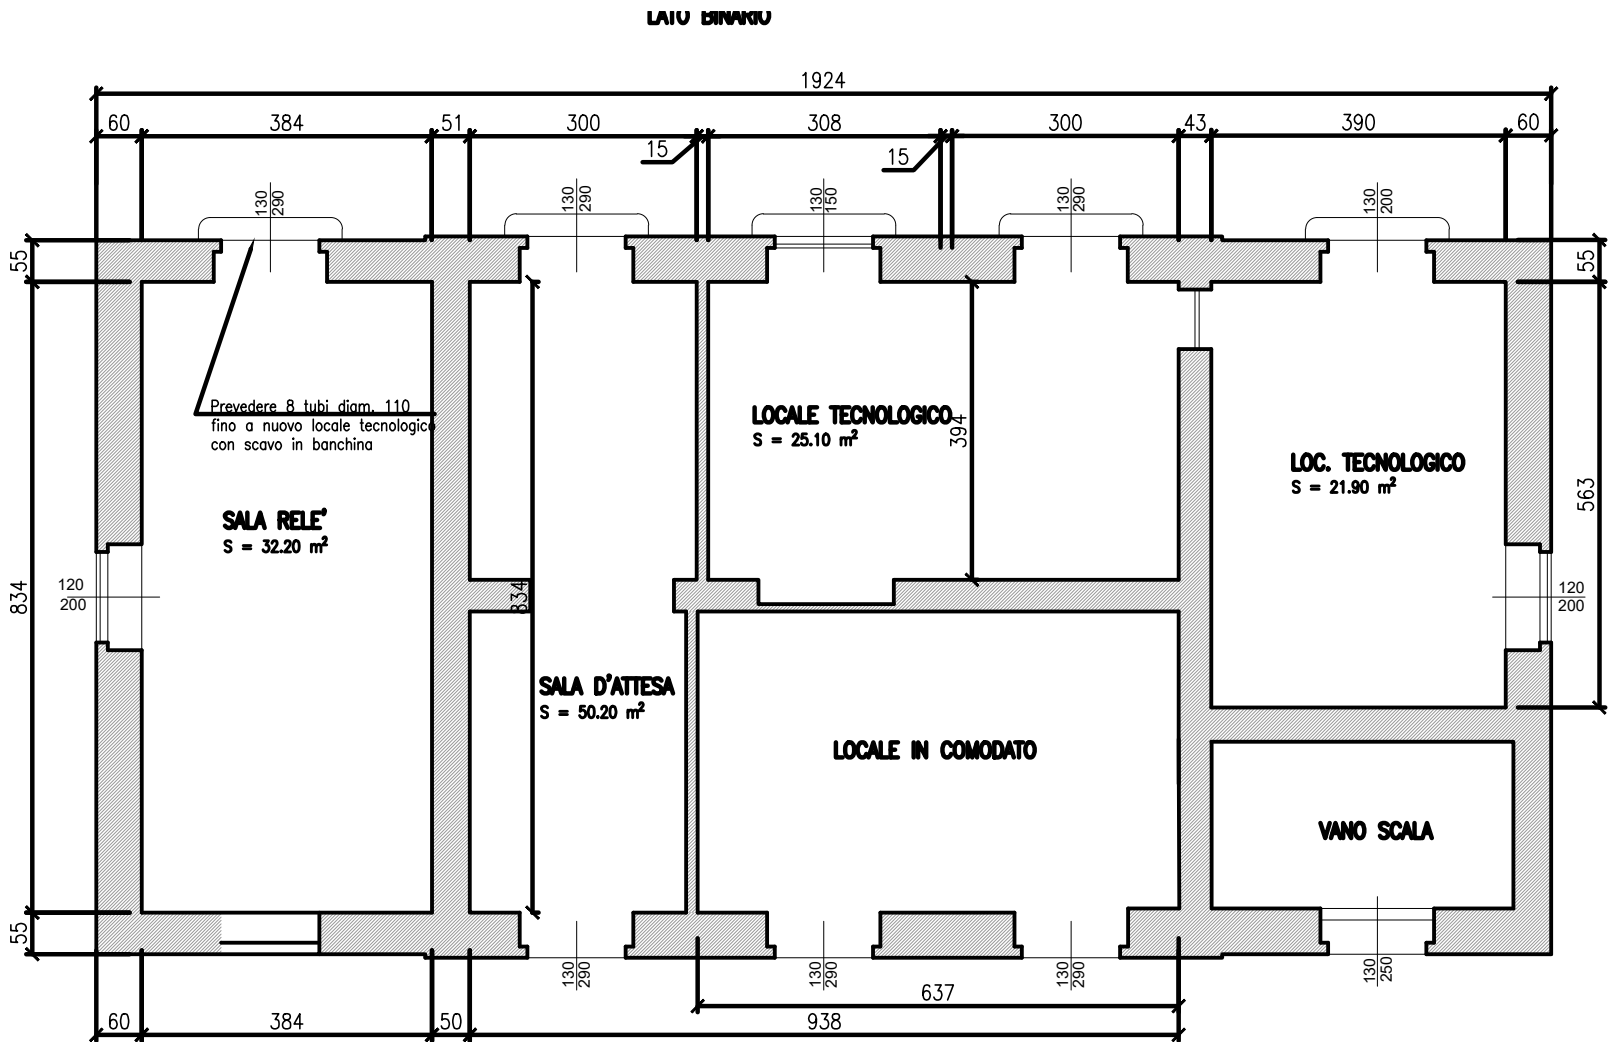 LATO BINARIO
1924
60 384 51 300 308 300 43 390 60
15 15
130
290
130
290
130
150
130
290
130
200
55
55
Prevedere 8 tubi diam. 110
fino a nuovo locale tecnologico
con scavo in banchina
LOCALE TECNOLOGICO
S = 25.10 m²
394
LOC. TECNOLOGICO
S = 21.90 m²
563
SALA RELE'
S = 32.20 m²
834
120
200
834
120
200
SALA D'ATTESA
S = 50.20 m²
LOCALE IN COMODATO
VANO SCALA
55
130
290
130
290
130
290
130
250
637
60 384 50 938